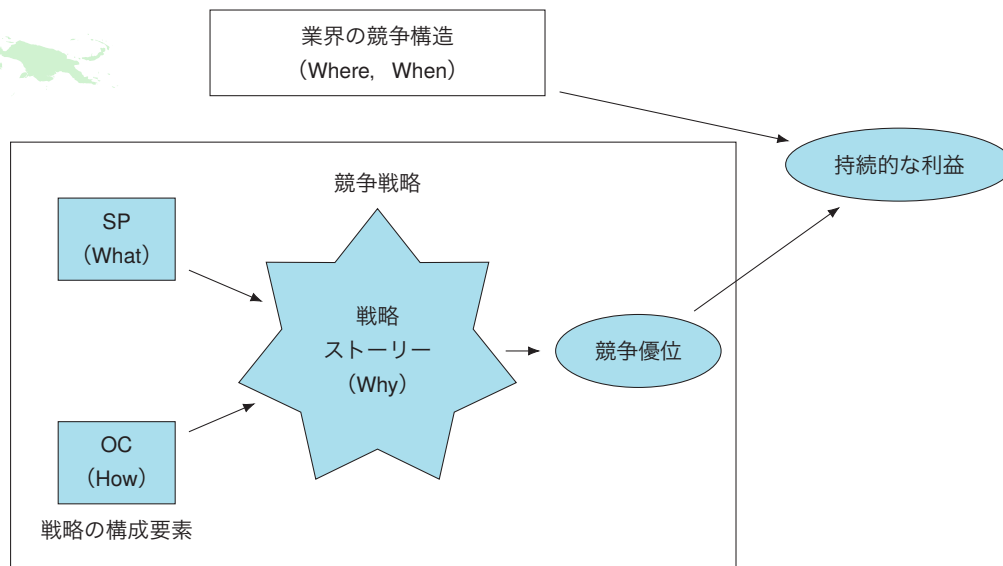 業界の競争構造
（Where，When）
持続的な利益
競争戦略
SP
（What）
戦略
ストーリー
（Why）
競争優位
OC
（How）
戦略の構成要素